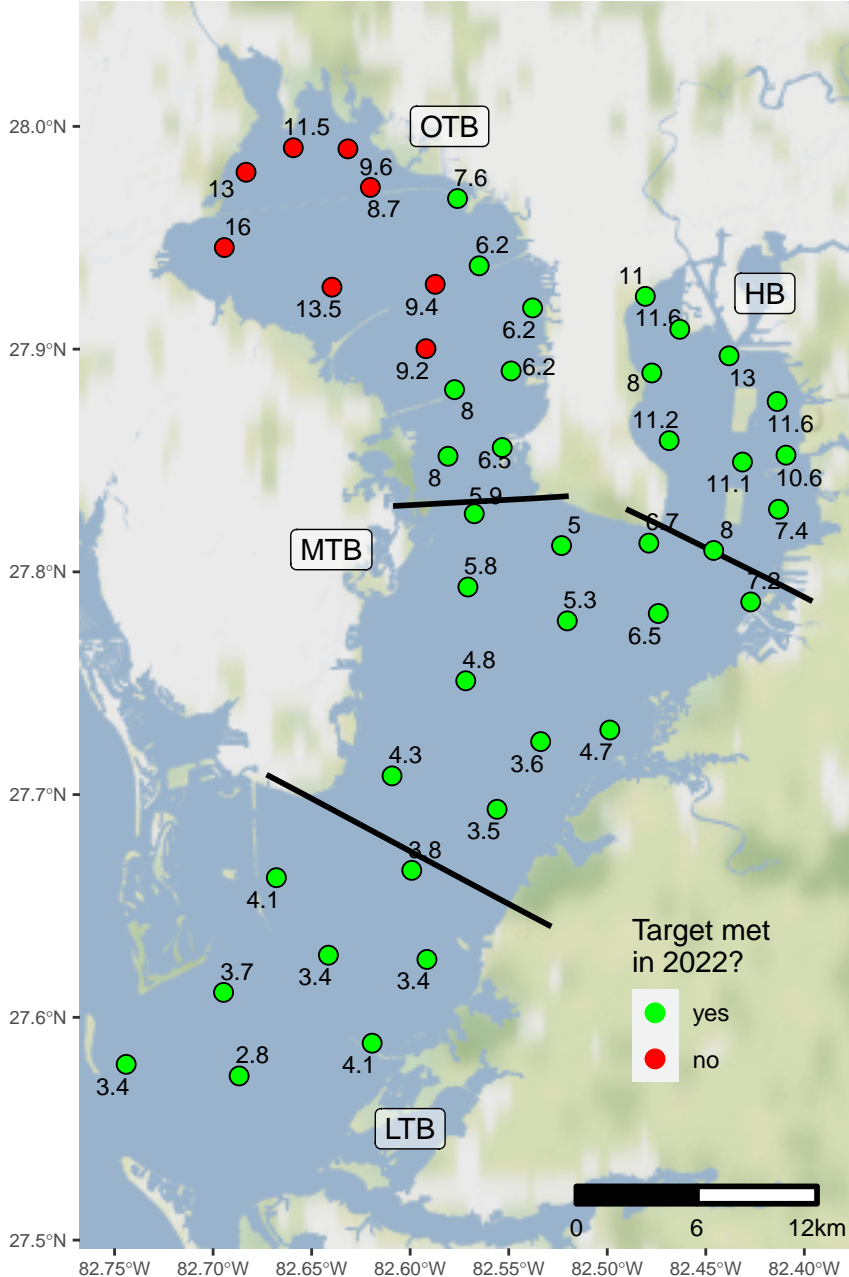 28.0°N
27.9°N
27.8°N
27.7°N
27.6°N
27.5°N
11.5
OTB
9.6
13
8.7
7.6
16
6.2
13.5
9.4
6.2
9.2
6.2
8
8
6.5
5.9
11
HB
11.6
13
8
11.6
11.2
11.1
10.6
7.4
MTB
5
6.7
8
5.8
7.2
5.3
6.5
4.8
3.6
4.7
4.3
3.5
3.8
4.1
3.4
3.4
3.7
4.1
3.4
2.8
LTB
Target met
in 2022?
yes
no
0 6 12km
82.75°W 82.70°W 82.65°W 82.60°W 82.55°W 82.50°W 82.45°W 82.40°W